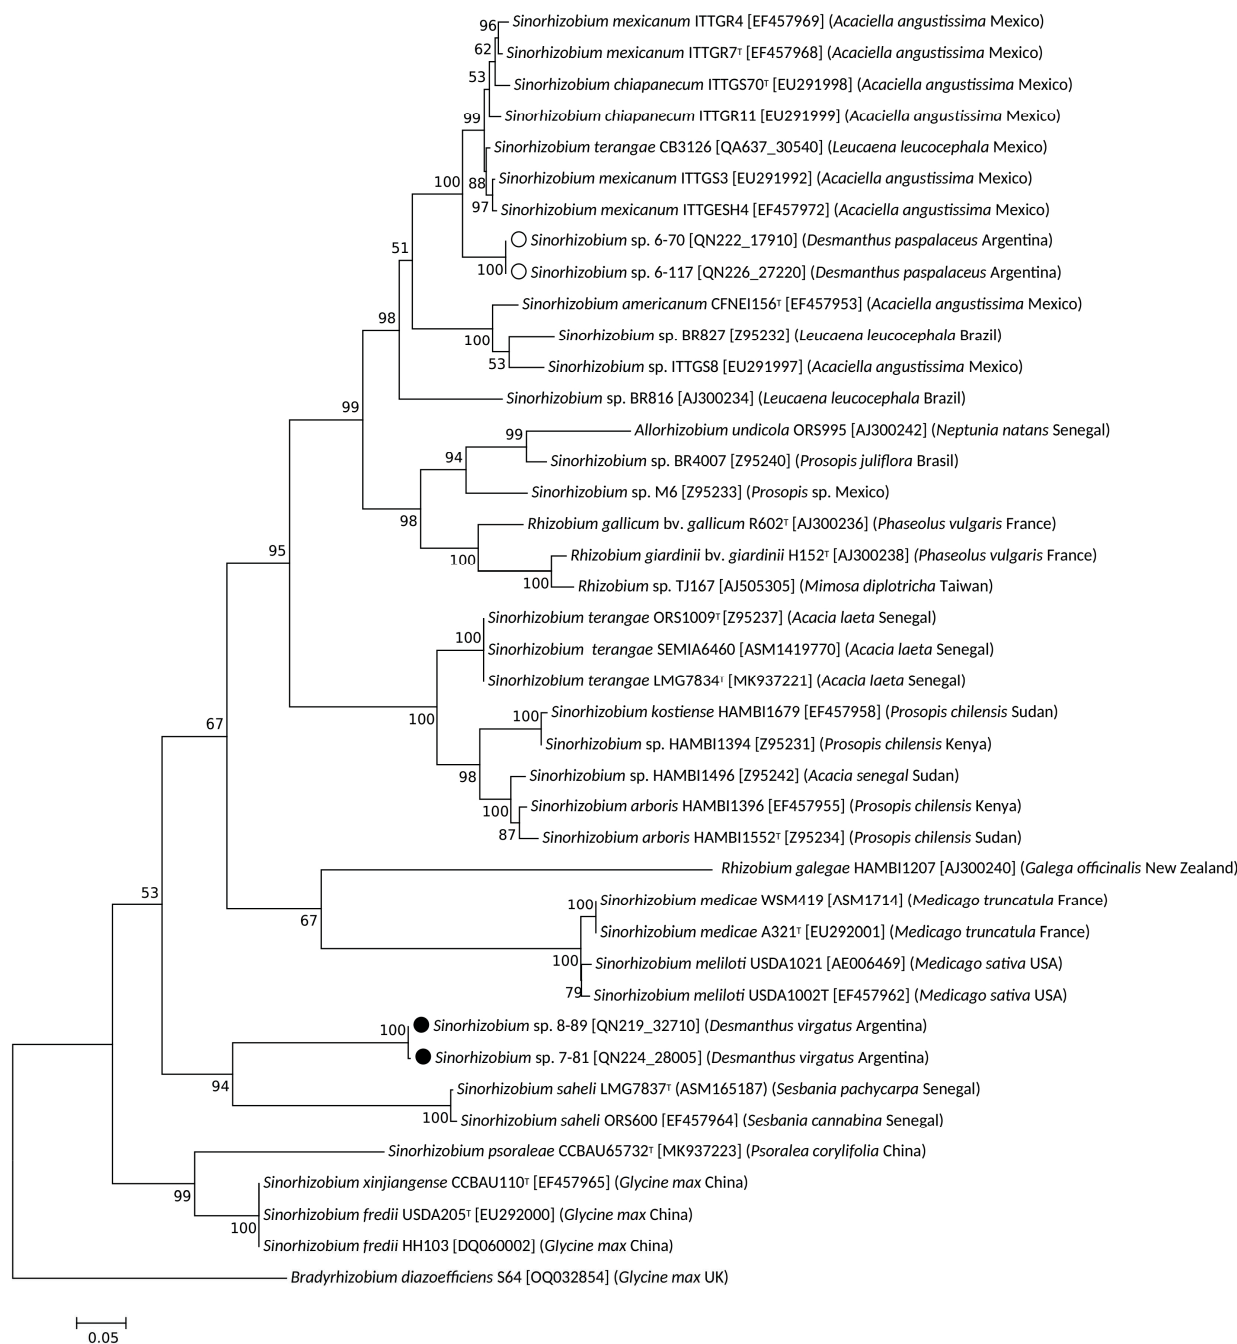 96
Sinorhizobium mexicanum ITTGR4 [EF457969] (Acaciella angustissima Mexico)
62
Sinorhizobium mexicanum ITTGR7ᵀ [EF457968] (Acaciella angustissima Mexico)
53
Sinorhizobium chiapanecum ITTGS70ᵀ [EU291998] (Acaciella angustissima Mexico)
99
Sinorhizobium chiapanecum ITTGR11 [EU291999] (Acaciella angustissima Mexico)
Sinorhizobium terangae CB3126 [QA637_30540] (Leucaena leucocephala Mexico)
100
88
Sinorhizobium mexicanum ITTGS3 [EU291992] (Acaciella angustissima Mexico)
97
Sinorhizobium mexicanum ITTGESH4 [EF457972] (Acaciella angustissima Mexico)
51
Sinorhizobium sp. 6-70 [QN222_17910] (Desmanthus paspalaceus Argentina)
100
Sinorhizobium sp. 6-117 [QN226_27220] (Desmanthus paspalaceus Argentina)
Sinorhizobium americanum CFNEI156ᵀ [EF457953] (Acaciella angustissima Mexico)
98
100
Sinorhizobium sp. BR827 [Z95232] (Leucaena leucocephala Brazil)
53
Sinorhizobium sp. ITTGS8 [EU291997] (Acaciella angustissima Mexico)
99
Sinorhizobium sp. BR816 [AJ300234] (Leucaena leucocephala Brazil)
99
Allorhizobium undicola ORS995 [AJ300242] (Neptunia natans Senegal)
94
Sinorhizobium sp. BR4007 [Z95240] (Prosopis juliflora Brasil)
Sinorhizobium sp. M6 [Z95233] (Prosopis sp. Mexico)
98
Rhizobium gallicum bv. gallicum R602ᵀ [AJ300236] (Phaseolus vulgaris France)
95
100
Rhizobium giardinii bv. giardinii H152ᵀ [AJ300238] (Phaseolus vulgaris France)
100
Rhizobium sp. TJ167 [AJ505305] (Mimosa diplotricha Taiwan)
Sinorhizobium terangae ORS1009ᵀ [Z95237] (Acacia laeta Senegal)
100
Sinorhizobium terangae SEMIA6460 [ASM1419770] (Acacia laeta Senegal)
Sinorhizobium terangae LMG7834ᵀ [MK937221] (Acacia laeta Senegal)
67
100
100
Sinorhizobium kostiense HAMBI1679 [EF457958] (Prosopis chilensis Sudan)
Sinorhizobium sp. HAMBI1394 [Z95231] (Prosopis chilensis Kenya)
98
Sinorhizobium sp. HAMBI1496 [Z95242] (Acacia senegal Sudan)
100
Sinorhizobium arboris HAMBI1396 [EF457955] (Prosopis chilensis Kenya)
87
Sinorhizobium arboris HAMBI1552ᵀ [Z95234] (Prosopis chilensis Sudan)
Rhizobium galegae HAMBI1207 [AJ300240] (Galega officinalis New Zealand)
53
67
100
Sinorhizobium medicae WSM419 [ASM1714] (Medicago truncatula France)
Sinorhizobium medicae A321ᵀ [EU292001] (Medicago truncatula France)
100
Sinorhizobium meliloti USDA1021 [AE006469] (Medicago sativa USA)
79
Sinorhizobium meliloti USDA1002T [EF457962] (Medicago sativa USA)
100
Sinorhizobium sp. 8-89 [QN219_32710] (Desmanthus virgatus Argentina)
Sinorhizobium sp. 7-81 [QN224_28005] (Desmanthus virgatus Argentina)
94
Sinorhizobium saheli LMG7837ᵀ (ASM165187) (Sesbania pachycarpa Senegal)
100
Sinorhizobium saheli ORS600 [EF457964] (Sesbania cannabina Senegal)
Sinorhizobium psoraleae CCBAU65732ᵀ [MK937223] (Psoralea corylifolia China)
99
Sinorhizobium xinjiangense CCBAU110ᵀ [EF457965] (Glycine max China)
Sinorhizobium fredii USDA205ᵀ [EU292000] (Glycine max China)
100
Sinorhizobium fredii HH103 [DQ060002] (Glycine max China)
Bradyrhizobium diazoefficiens S64 [OQ032854] (Glycine max UK)
0.05